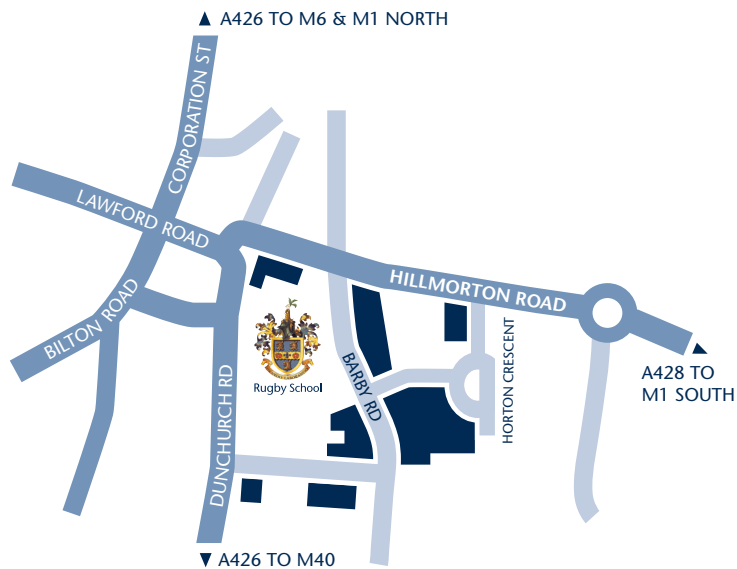 ▲ A426 TO M6 & M1 NORTH
CORPORATION ST
LAWFORD ROAD
HILLMORTON ROAD
BILTON ROAD
Rugby School
BARBY RD
HORTON CRESCENT
A428 TO
M1 SOUTH
DUNCHURCH RD
▼ A426 TO M40